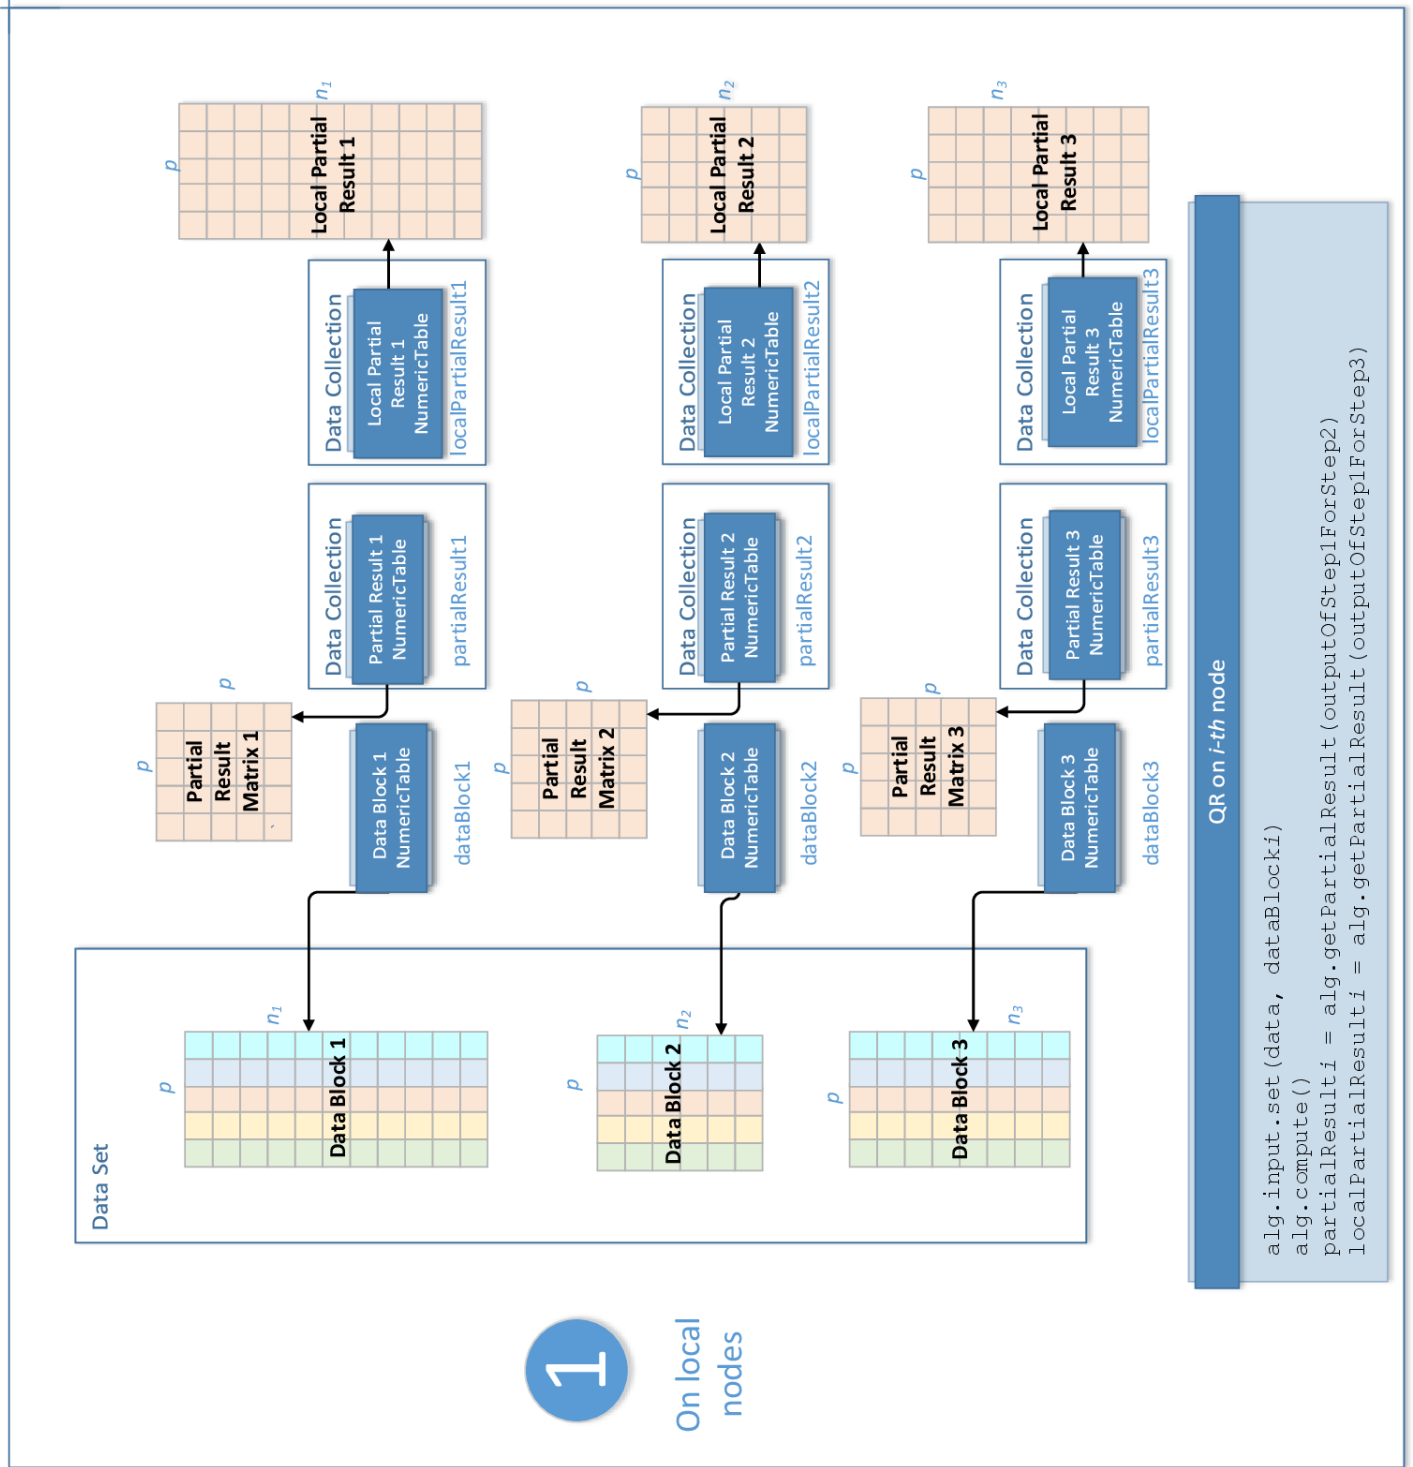 1
On local
nodes
Data Set
p
Data Block 1
n1
p
Data Block 2
n2
p
Data Block 3
n3
Data Block 1
NumericTable
dataBlock1
Data Block 2
NumericTable
dataBlock2
Data Block 3
NumericTable
dataBlock3
p
Partial
Result
Matrix 1
p
p
Partial
Result
Matrix 2
p
p
Partial
Result
Matrix 3
p
Data Collection
Partial Result 1
NumericTable
partialResult1
Data Collection
Partial Result 2
NumericTable
partialResult2
Data Collection
Partial Result 3
NumericTable
partialResult3
Data Collection
Local Partial
Result 1
NumericTable
localPartialResult1
Data Collection
Local Partial
Result 2
NumericTable
localPartialResult2
Data Collection
Local Partial
Result 3
NumericTable
localPartialResult3
p
Local Partial
Result 1
n1
p
Local Partial
Result 2
n2
p
Local Partial
Result 3
n3
QR on i-th node
alg.input.set(data, dataBlocki)
alg.compute()
partialResulti = alg.getPartialResult(outputOfStep1ForStep2)
localPartialResulti = alg.getPartialResult(outputOfStep1ForStep3)